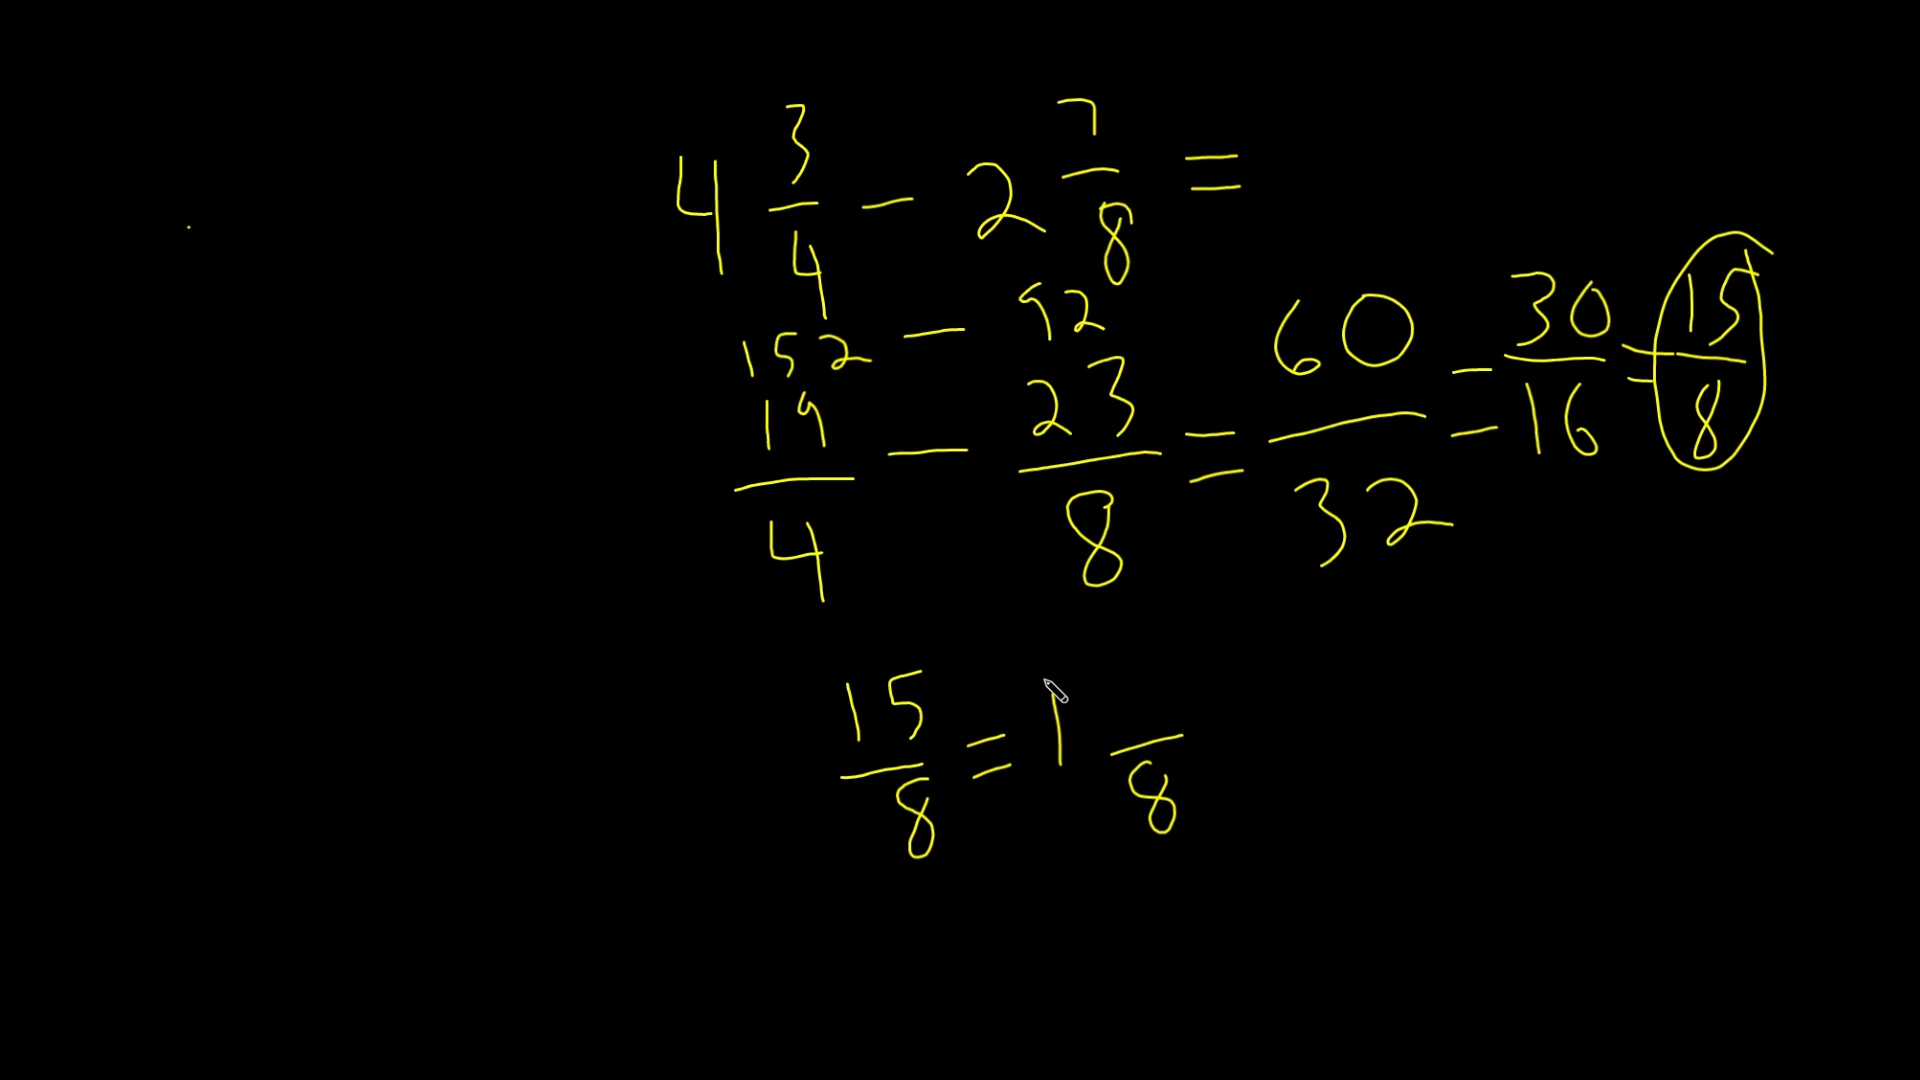 4 3/4 - 2 7/8 =
152 - 92
19/4 - 23/8 = 60/32 = 30/16 = 15/8
15/8 = 1 /8